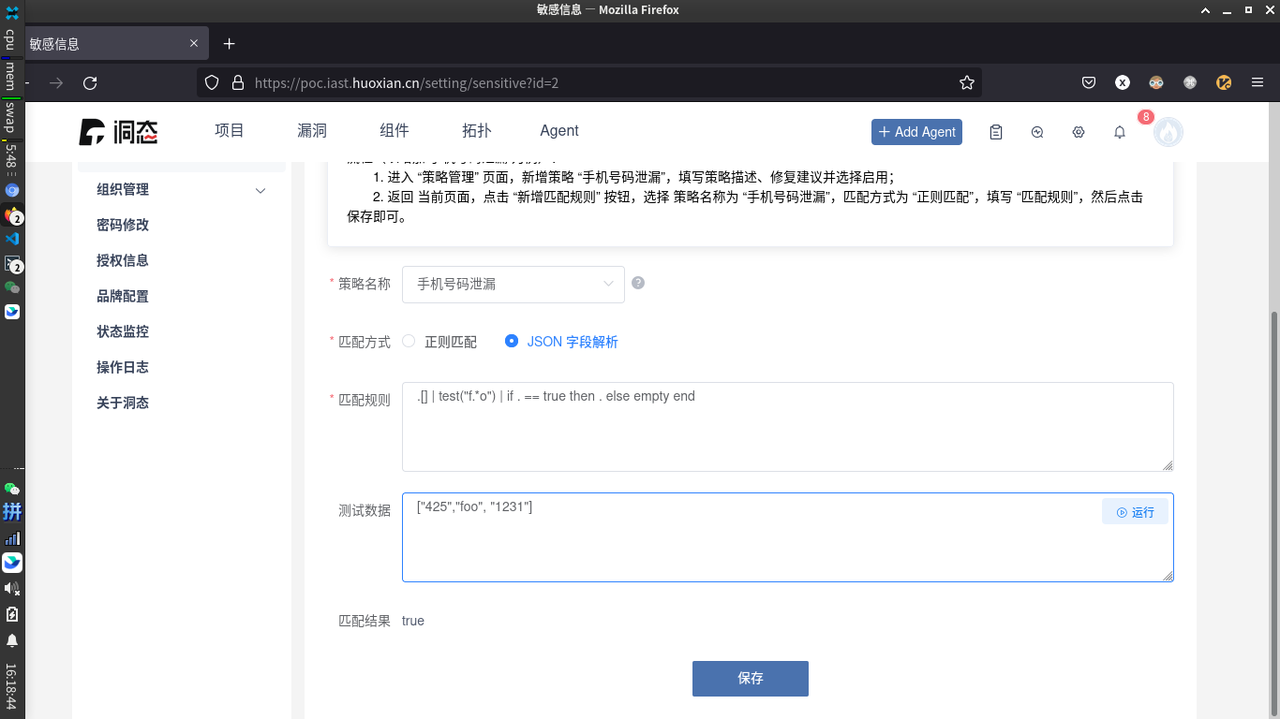 敏感信息 — Mozilla Firefox
cpu
mem
swap
5:48
2
2
16:18:44
敏感信息
https://poc.iast.huoxian.cn/setting/sensitive?id=2
洞态
项目
漏洞
组件
拓扑
Agent
+ Add Agent
8
组织管理
密码修改
授权信息
品牌配置
状态监控
操作日志
关于洞态
1. 进入 “策略管理” 页面，新增策略 “手机号码泄漏”，填写策略描述、修复建议并选择启用；
2. 返回 当前页面，点击 “新增匹配规则” 按钮，选择 策略名称为 “手机号码泄漏”，匹配方式为 “正则匹配”，填写 “匹配规则”，然后点击
保存即可。
* 策略名称
手机号码泄漏
?
* 匹配方式
正则匹配
JSON 字段解析
* 匹配规则
.[] | test("f.*o") | if . == true then . else empty end
测试数据
["425","foo", "1231"]
运行
匹配结果
true
保存
拼